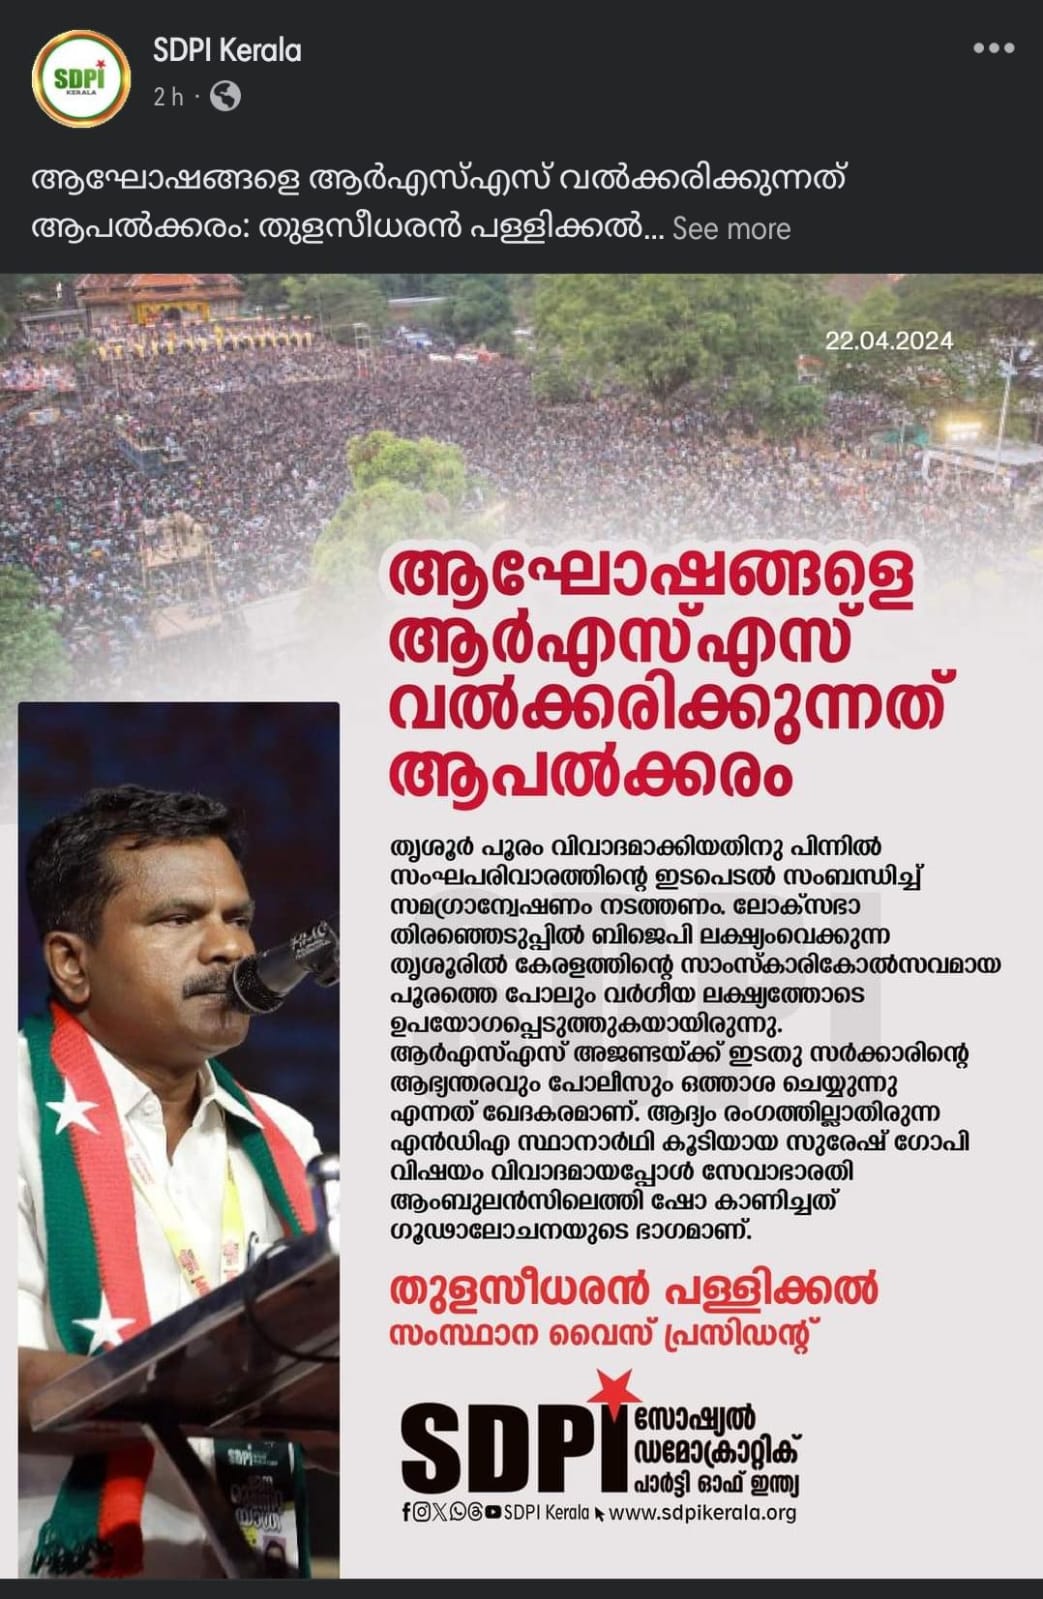 SDPI KERALA
SDPI Kerala
2 h ·
ആഘോഷങ്ങളെ ആർഎസ്എസ് വൽക്കരിക്കുന്നത്
ആപൽക്കരം: തുളസീധരൻ പള്ളിക്കൽ... See more
22.04.2024
ആഘോഷങ്ങളെ
ആർഎസ്എസ്
വൽക്കരിക്കുന്നത്
ആപൽക്കരം
തൃശൂർ പൂരം വിവാദമാക്കിയതിനു പിന്നിൽ
സംഘപരിവാരത്തിന്റെ ഇടപെടൽ സംബന്ധിച്ച്
സമഗ്രാന്വേഷണം നടത്തണം. ലോക്സഭാ
തിരഞ്ഞെടുപ്പിൽ ബിജെപി ലക്ഷ്യംവെക്കുന്ന
തൃശൂരിൽ കേരളത്തിന്റെ സാംസ്കാരികോൽസവമായ
പൂരത്തെ പോലും വർഗീയ ലക്ഷ്യത്തോടെ
ഉപയോഗപ്പെടുത്തുകയായിരുന്നു.
ആർഎസ്എസ് അജണ്ടയ്ക്ക് ഇടതു സർക്കാരിന്റെ
ആഭ്യന്തരവും പോലീസും ഒത്താശ ചെയ്യുന്നു
എന്നത് ഖേദകരമാണ്. ആദ്യം രംഗത്തില്ലാതിരുന്ന
എൻഡിഎ സ്ഥാനാർഥി കൂടിയായ സുരേഷ് ഗോപി
വിഷയം വിവാദമായപ്പോൾ സേവാഭാരതി
ആംബുലൻസിലെത്തി ഷോ കാണിച്ചത്
ഗൂഢാലോചനയുടെ ഭാഗമാണ്.
തുളസീധരൻ പള്ളിക്കൽ
സംസ്ഥാന വൈസ് പ്രസിഡന്റ്
SDPI
സോഷ്യൽ
ഡമോക്രാറ്റിക്
പാർട്ടി ഓഫ് ഇന്ത്യ
SDPI Kerala www.sdpikerala.org
SDPI